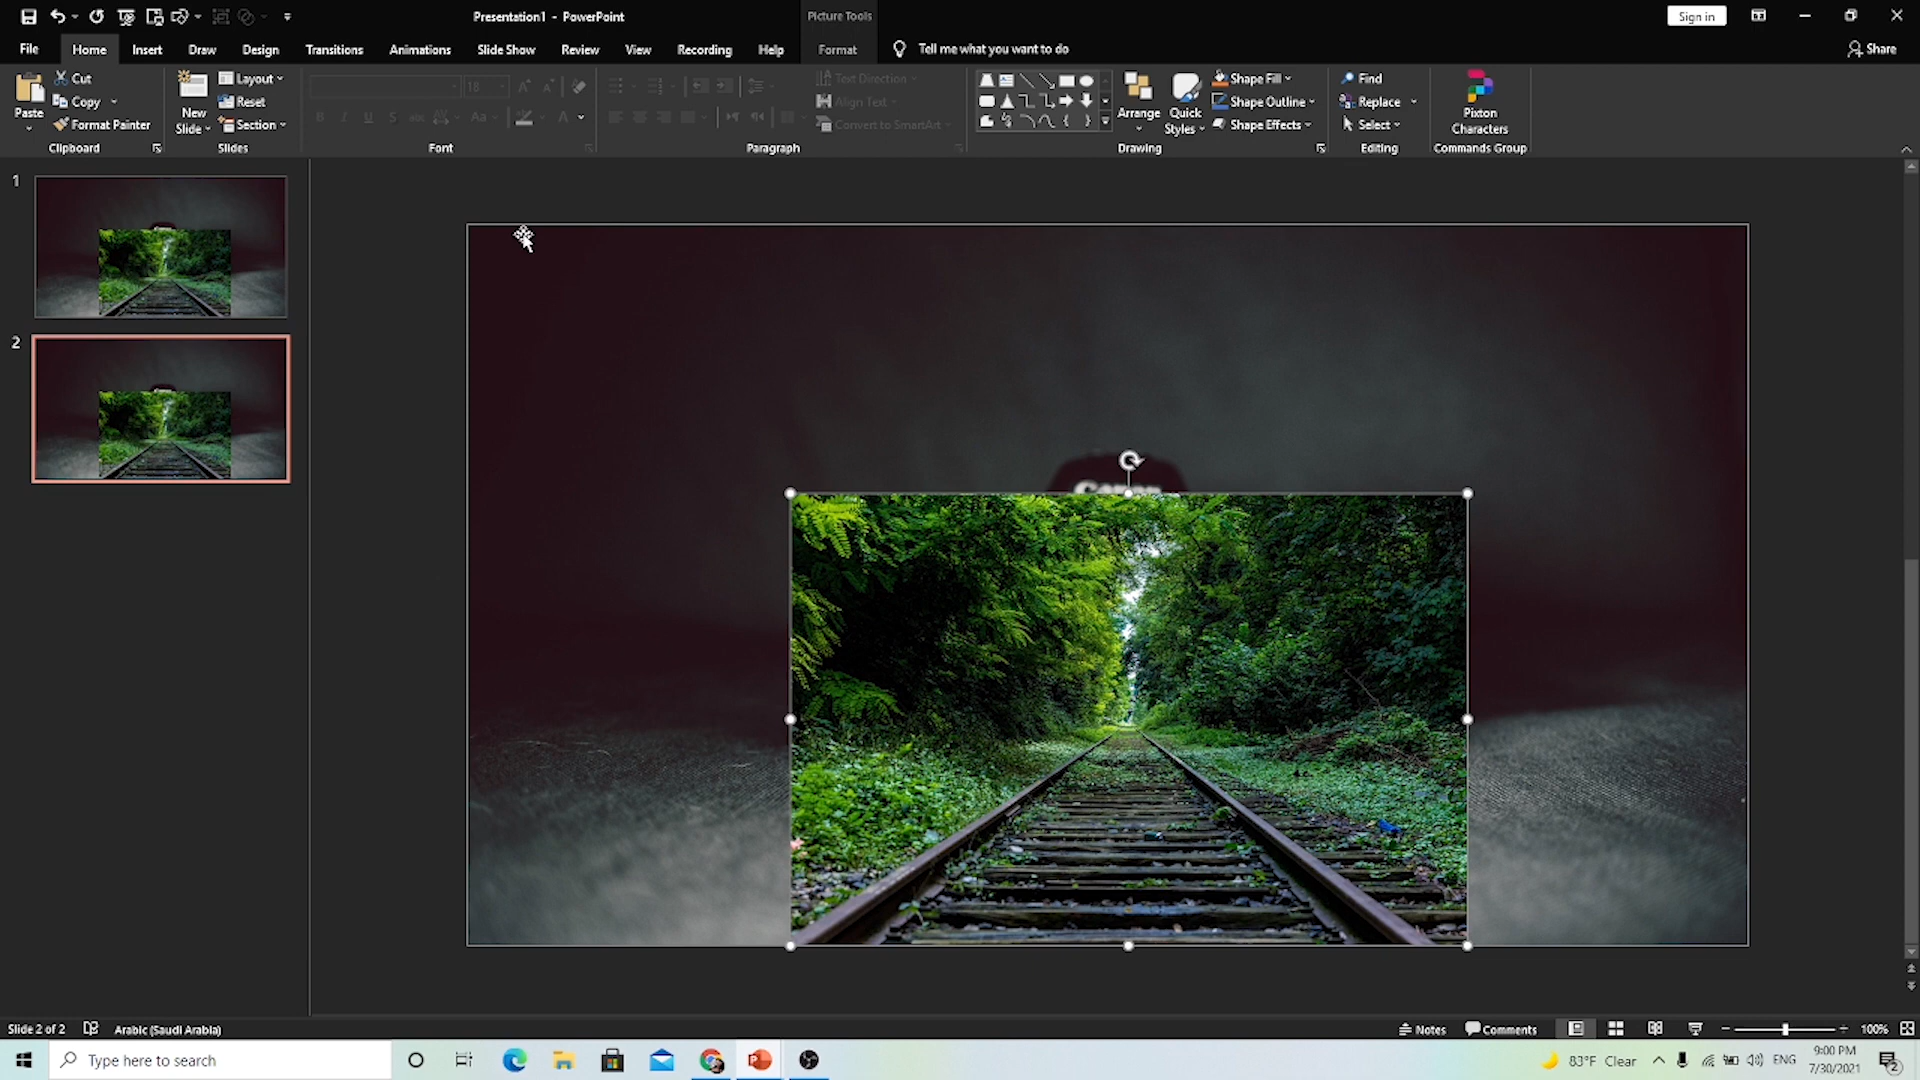 Presentation1 - PowerPoint
Picture Tools
Sign in
File Home Insert Draw Design Transitions Animations Slide Show Review View Recording Help Format Tell me what you want to do Share
Paste
Cut
Copy
Format Painter
Clipboard
New Slide
Layout
Reset
Section
Slides
18
Aa
Font
Text Direction
Align Text
Convert to SmartArt
Paragraph
Arrange
Quick Styles
Shape Fill
Shape Outline
Shape Effects
Drawing
Find
Replace
Select
Editing
Pixton Characters
Commands Group
1
2
Canon
Slide 2 of 2 Arabic (Saudi Arabia) Notes Comments 100%
Type here to search
83°F Clear ENG
9:00 PM
7/30/2021
2